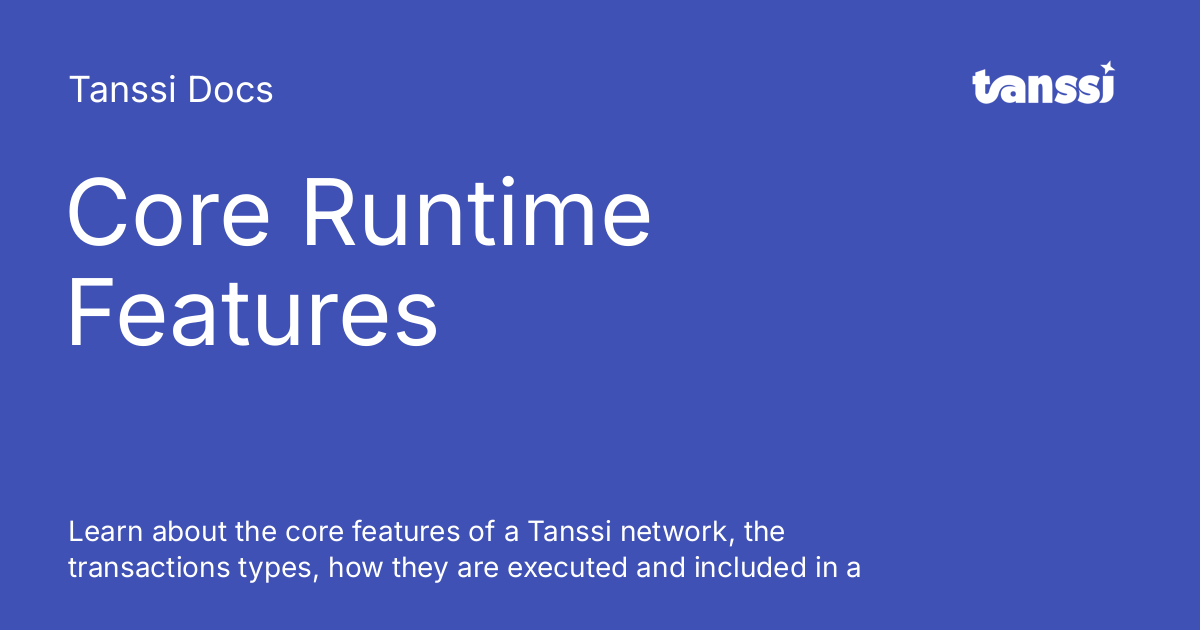 Tanssi Docs
tanssi
Core Runtime
Features
Learn about the core features of a Tanssi network, the
transactions types, how they are executed and included in a